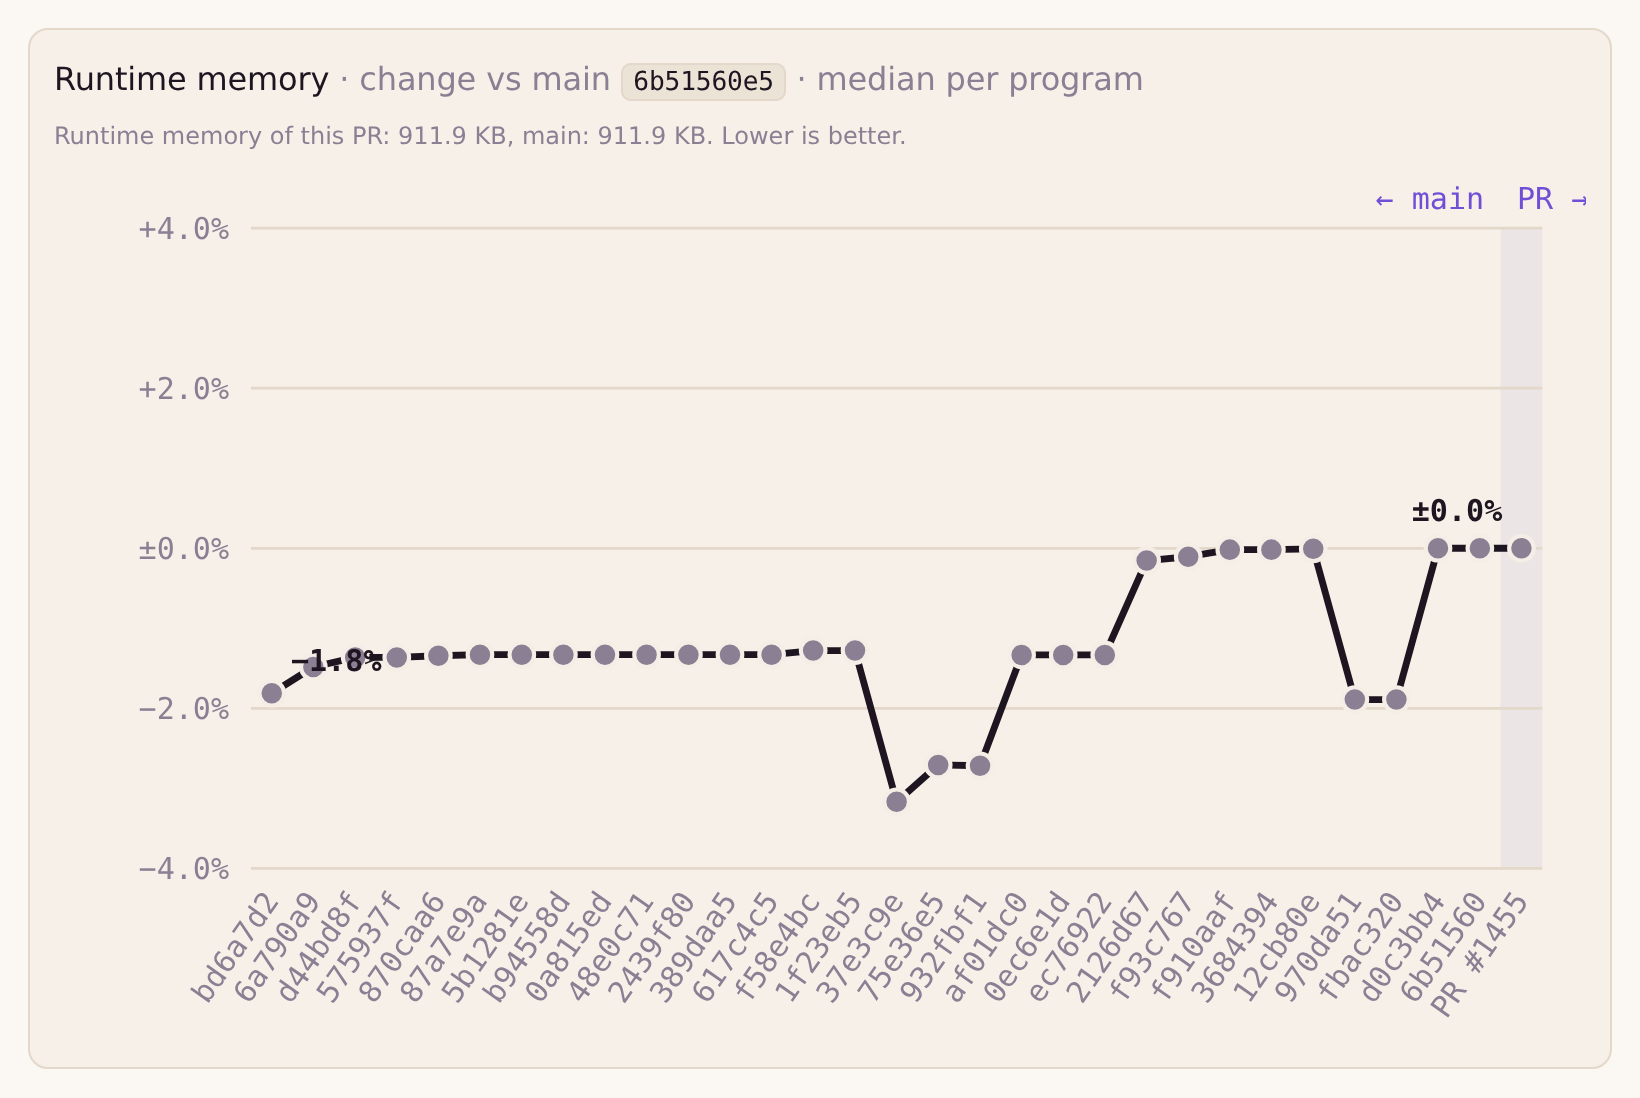 Runtime memory · change vs main 6b51560e5 · median per program
Runtime memory of this PR: 911.9 KB, main: 911.9 KB. Lower is better.
← main PR →
+4.0%
+2.0%
±0.0%
±0.0%
−1.8%
−2.0%
−4.0%
bd6a7d2
6a790a9
d44bd8f
575937f
870caa6
87a7e9a
5b1281e
b94558d
0a815ed
48e0c71
2439f80
389daa5
617c4c5
f58e4bc
1f23eb5
37e3c9e
75e36e5
932fbf1
af01dc0
0ec6e1d
ec76922
2126d67
f93c767
f910aaf
3684394
12cb80e
970da51
fbac320
d0c3bb4
6b51560
PR #1455